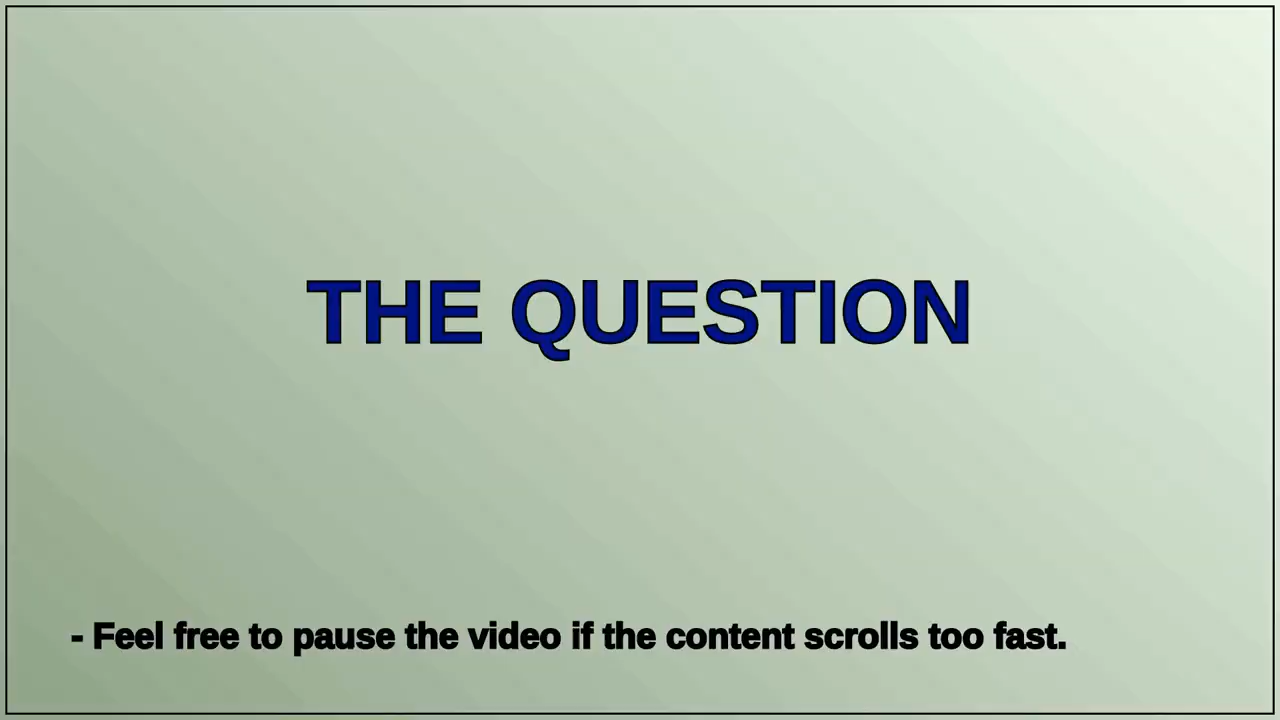 THE QUESTION
- Feel free to pause the video if the content scrolls too fast.